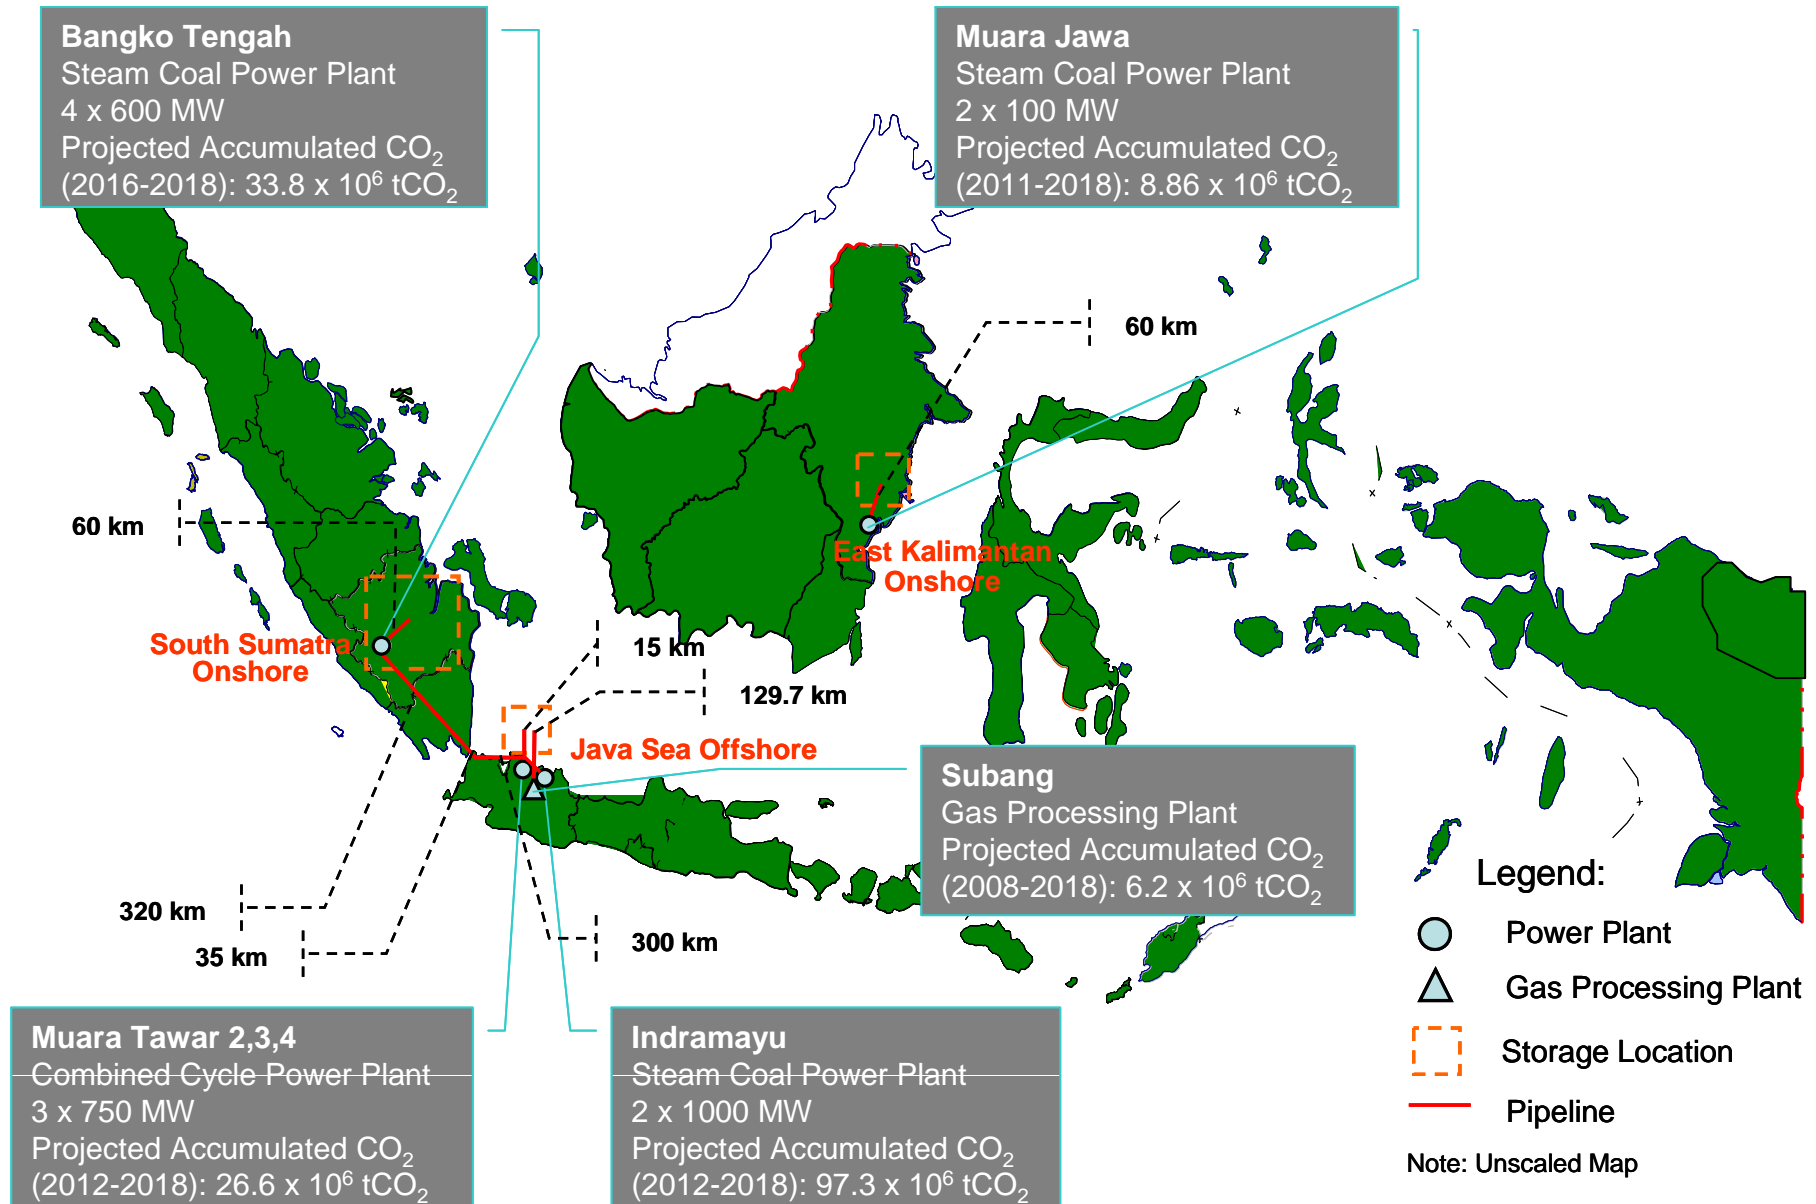 Bangko Tengah
Steam Coal Power Plant
4 x 600 MW
Projected Accumulated CO₂
(2016-2018): 33.8 x 10⁶ tCO₂
Muara Jawa
Steam Coal Power Plant
2 x 100 MW
Projected Accumulated CO₂
(2011-2018): 8.86 x 10⁶ tCO₂
60 km
60 km
East Kalimantan
Onshore
South Sumatra
Onshore
15 km
129.7 km
Java Sea Offshore
Subang
Gas Processing Plant
Projected Accumulated CO₂
(2008-2018): 6.2 x 10⁶ tCO₂
320 km
35 km
300 km
Muara Tawar 2,3,4
Combined Cycle Power Plant
3 x 750 MW
Projected Accumulated CO₂
(2012-2018): 26.6 x 10⁶ tCO₂
Indramayu
Steam Coal Power Plant
2 x 1000 MW
Projected Accumulated CO₂
(2012-2018): 97.3 x 10⁶ tCO₂
Legend:
Power Plant
Gas Processing Plant
Storage Location
Pipeline
Note: Unscaled Map